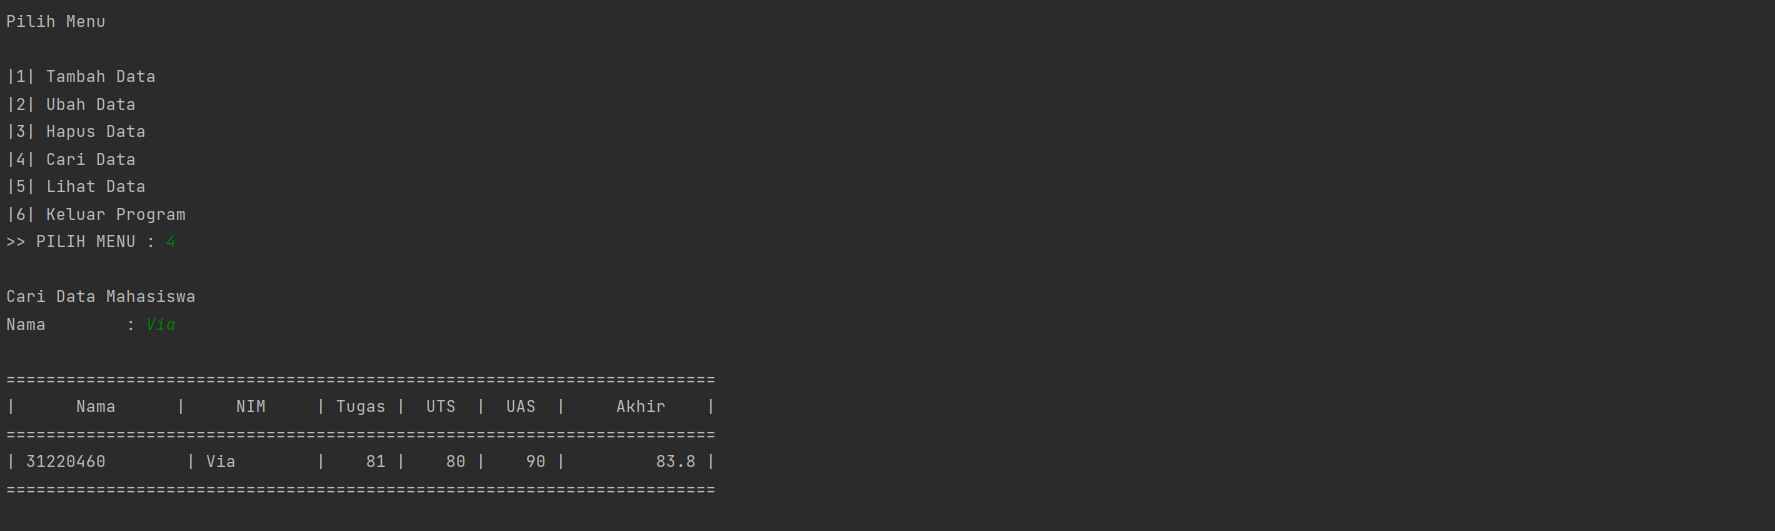 Pilih Menu
|1| Tambah Data
|2| Ubah Data
|3| Hapus Data
|4| Cari Data
|5| Lihat Data
|6| Keluar Program
>> PILIH MENU : 4
Cari Data Mahasiswa
Nama        : Via
=======================================================================
|      Nama      |     NIM     | Tugas |  UTS  |  UAS  |     Akhir    |
=======================================================================
| 31220460        | Via        |    81 |    80 |    90 |         83.8 |
=======================================================================